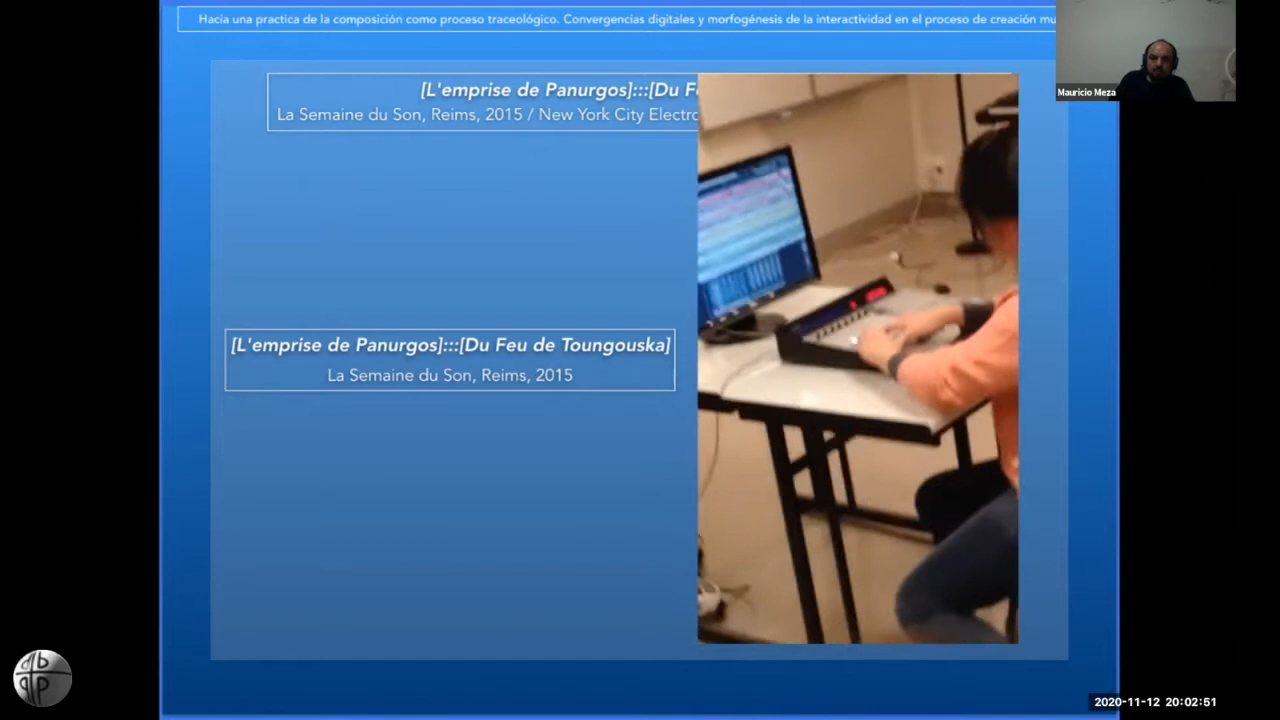 Hacia una practica de la composición como proceso traceológico. Convergencias digitales y morfogénesis de la interactividad en el proceso de creación mu
Mauricio Meza
[L'emprise de Panurgos]:::[Du F
La Semaine du Son, Reims, 2015 / New York City Electro
[L'emprise de Panurgos]:::[Du Feu de Toungouska]
La Semaine du Son, Reims, 2015
db
qp
2020-11-12 20:02:51